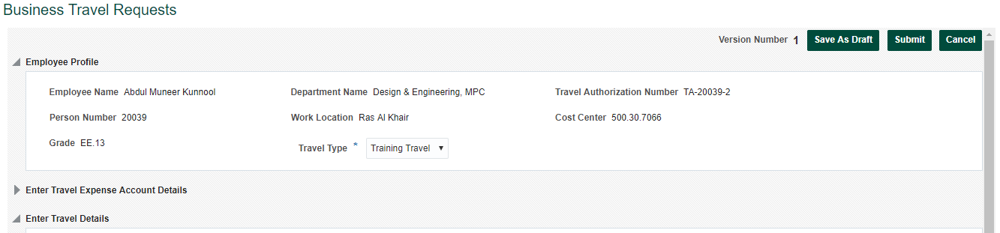 Business Travel Requests
Version Number 1 Save As Draft Submit Cancel
Employee Profile
Employee Name Abdul Muneer Kunnool Department Name Design & Engineering, MPC Travel Authorization Number TA-20039-2
Person Number 20039 Work Location Ras Al Khair Cost Center 500.30.7066
Grade EE.13 Travel Type * Training Travel
Enter Travel Expense Account Details
Enter Travel Details